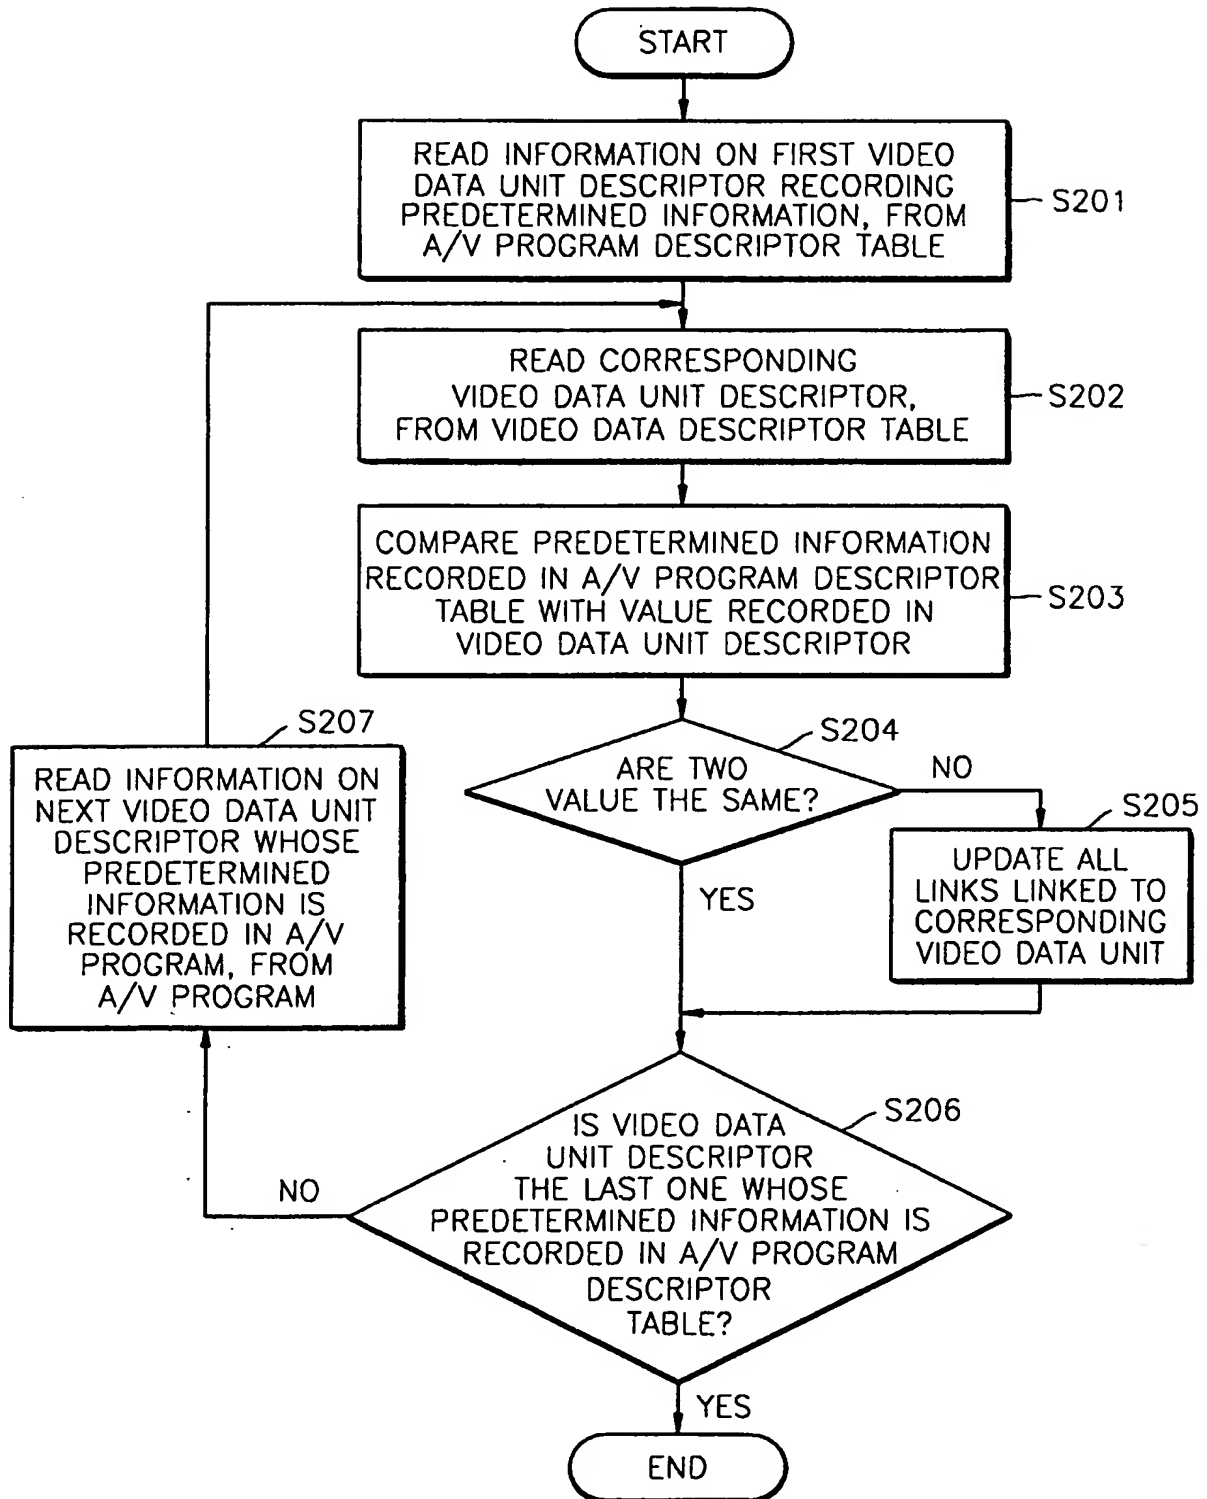 START
READ INFORMATION ON FIRST VIDEO
DATA UNIT DESCRIPTOR RECORDING
PREDETERMINED INFORMATION, FROM
A/V PROGRAM DESCRIPTOR TABLE
S201
READ CORRESPONDING
VIDEO DATA UNIT DESCRIPTOR,
FROM VIDEO DATA DESCRIPTOR TABLE
S202
COMPARE PREDETERMINED INFORMATION
RECORDED IN A/V PROGRAM DESCRIPTOR
TABLE WITH VALUE RECORDED IN
VIDEO DATA UNIT DESCRIPTOR
S203
ARE TWO
VALUE THE SAME?
S204
NO
YES
UPDATE ALL
LINKS LINKED TO
CORRESPONDING
VIDEO DATA UNIT
S205
S207
READ INFORMATION ON
NEXT VIDEO DATA UNIT
DESCRIPTOR WHOSE
PREDETERMINED
INFORMATION IS
RECORDED IN A/V
PROGRAM, FROM
A/V PROGRAM
IS VIDEO DATA
UNIT DESCRIPTOR
THE LAST ONE WHOSE
PREDETERMINED INFORMATION IS
RECORDED IN A/V PROGRAM
DESCRIPTOR
TABLE?
S206
NO
YES
END